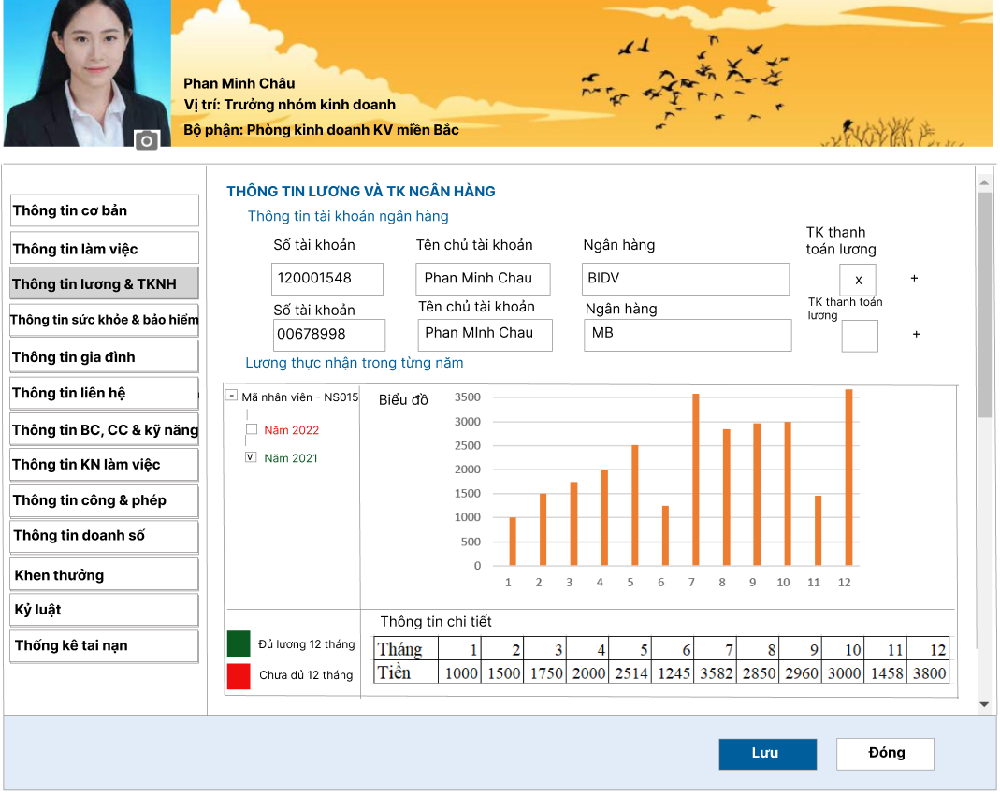 Phan Minh Châu
Vị trí: Trưởng nhóm kinh doanh
Bộ phận: Phòng kinh doanh KV miền Bắc
Thông tin cơ bản
Thông tin làm việc
Thông tin lương & TKNH
Thông tin sức khỏe & bảo hiểm
Thông tin gia đình
Thông tin liên hệ
Thông tin BC, CC & kỹ năng
Thông tin KN làm việc
Thông tin công & phép
Thông tin doanh số
Khen thưởng
Kỷ luật
Thống kê tai nạn
THÔNG TIN LƯƠNG VÀ TK NGÂN HÀNG
Thông tin tài khoản ngân hàng
Số tài khoản Tên chủ tài khoản Ngân hàng TK thanh
toán lương
120001548 Phan Minh Chau BIDV x +
Số tài khoản Tên chủ tài khoản Ngân hàng TK thanh toán
lương
00678998 Phan MInh Chau MB +
Lương thực nhận trong từng năm
- Mã nhân viên - NS015
Năm 2022
v Năm 2021
Biểu đồ
3500
3000
2500
2000
1500
1000
500
0
1 2 3 4 5 6 7 8 9 10 11 12
Đủ lương 12 tháng
Chưa đủ 12 tháng
Thông tin chi tiết
Tháng 1 2 3 4 5 6 7 8 9 10 11 12
Tiền 1000 1500 1750 2000 2514 1245 3582 2850 2960 3000 1458 3800
Lưu Đóng